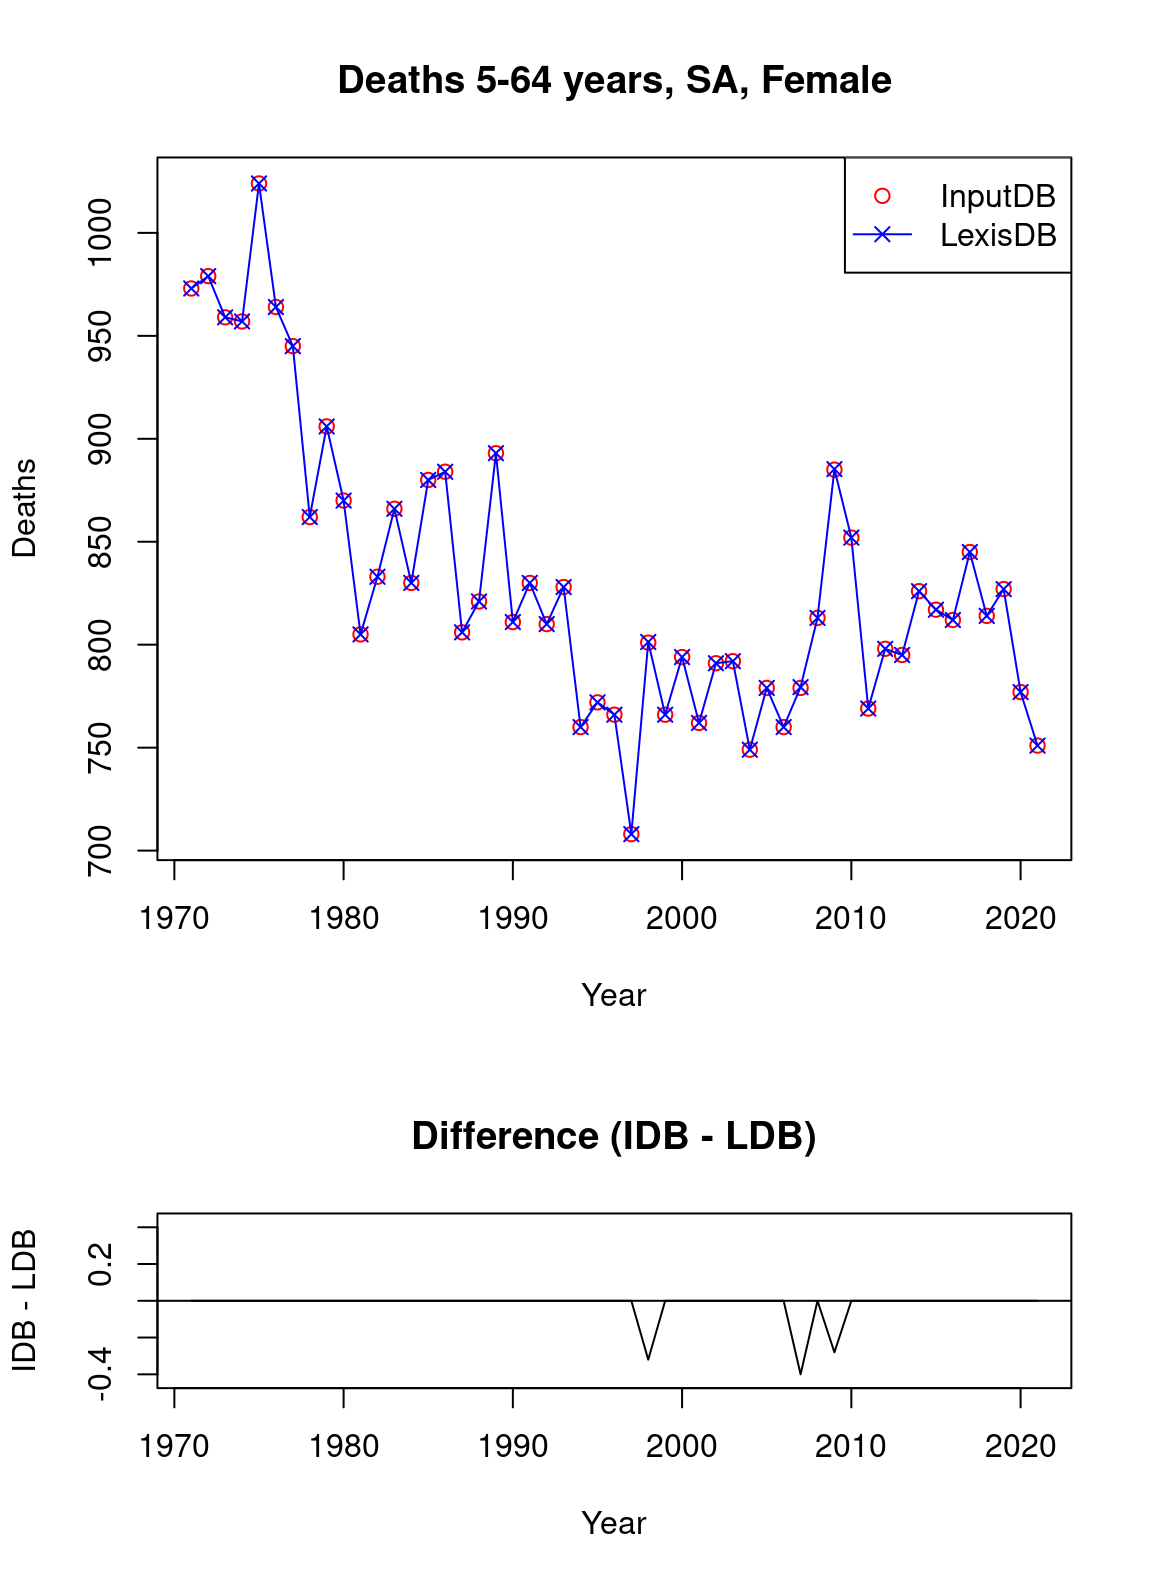 Deaths 5-64 years, SA, Female
InputDB
LexisDB
Deaths
1000
950
900
850
800
750
700
1970 1980 1990 2000 2010 2020
Year
Difference (IDB - LDB)
IDB - LDB
0.2
-0.4
1970 1980 1990 2000 2010 2020
Year